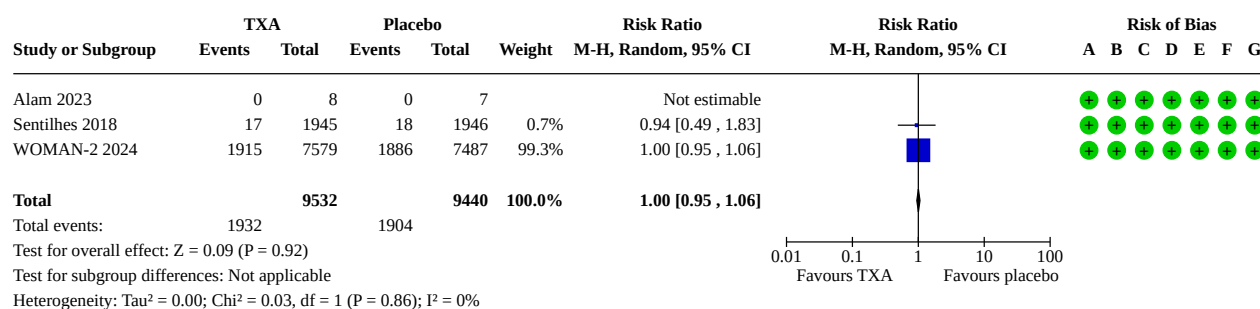 TXA Placebo Risk Ratio Risk Ratio Risk of Bias
Study or Subgroup Events Total Events Total Weight M-H, Random, 95% CI M-H, Random, 95% CI A B C D E F G
Alam 2023 0 8 0 7 Not estimable + + + + + + +
Sentilhes 2018 17 1945 18 1946 0.7% 0.94 [0.49 , 1.83] + + + + + + +
WOMAN-2 2024 1915 7579 1886 7487 99.3% 1.00 [0.95 , 1.06] + + + + + + +
Total 9532 9440 100.0% 1.00 [0.95 , 1.06]
Total events: 1932 1904
Test for overall effect: Z = 0.09 (P = 0.92) 0.01 0.1 1 10 100
Test for subgroup differences: Not applicable Favours TXA Favours placebo
Heterogeneity: Tau² = 0.00; Chi² = 0.03, df = 1 (P = 0.86); I² = 0%